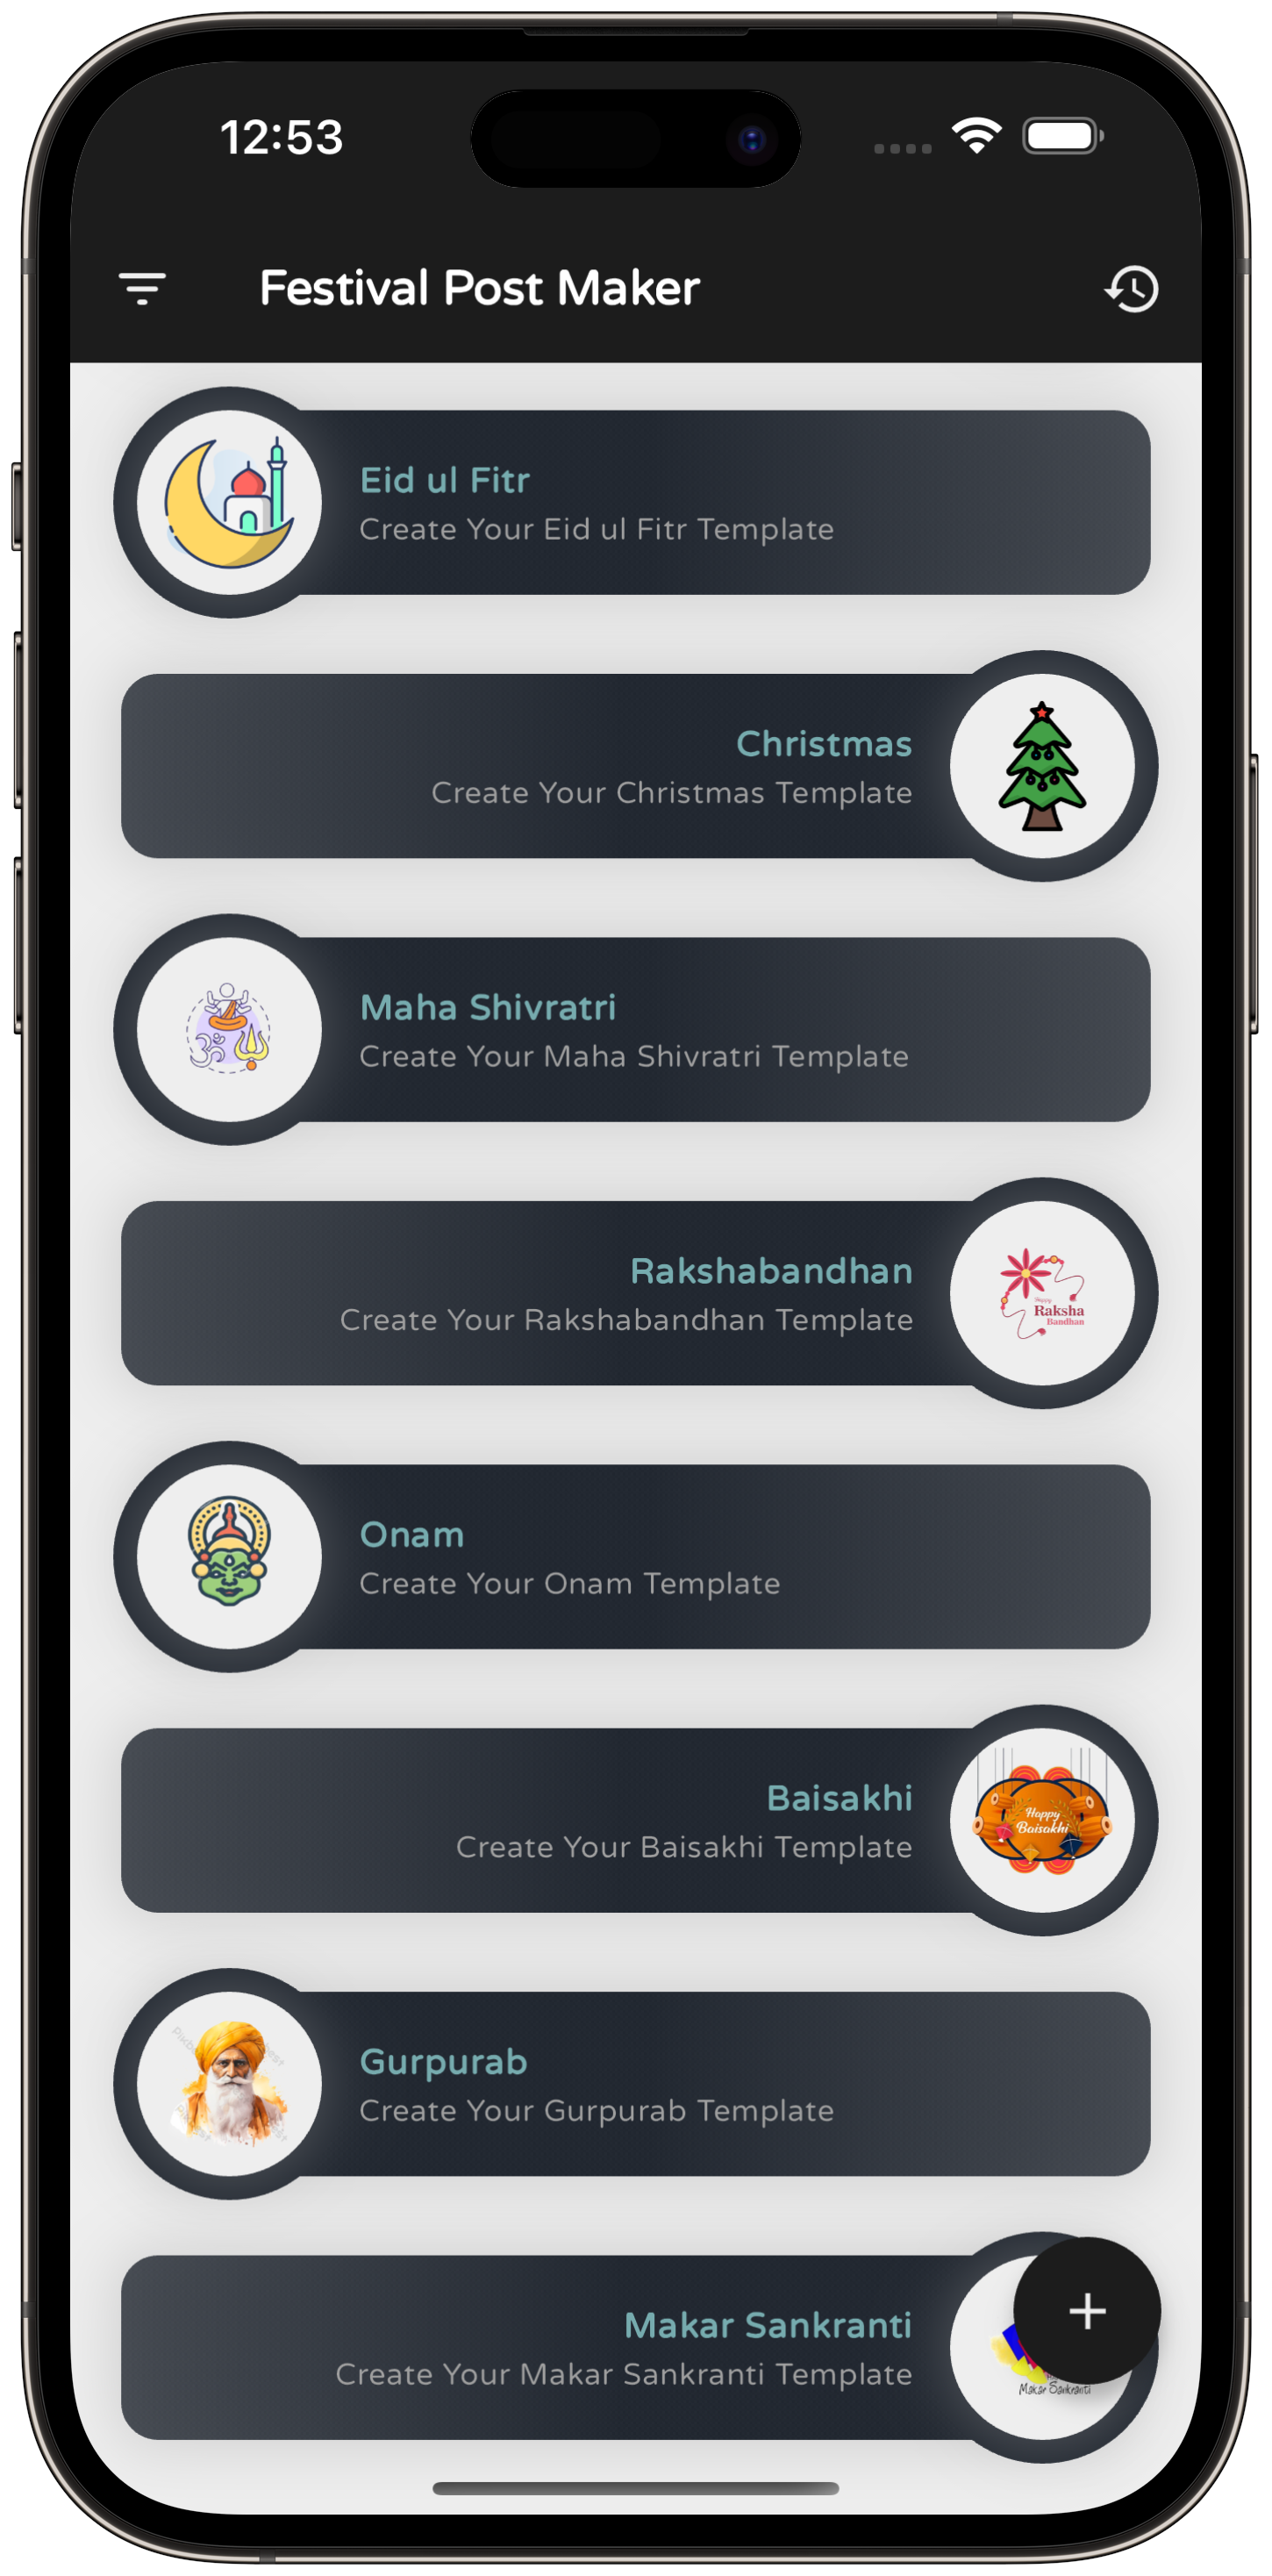 12:53
Festival Post Maker
Eid ul Fitr
Create Your Eid ul Fitr Template
Christmas
Create Your Christmas Template
Maha Shivratri
Create Your Maha Shivratri Template
ॐ
Rakshabandhan
Create Your Rakshabandhan Template
Happy
Raksha
Bandhan
Onam
Create Your Onam Template
Baisakhi
Create Your Baisakhi Template
Happy
Baisakhi
Gurpurab
Create Your Gurpurab Template
Makar Sankranti
Create Your Makar Sankranti Template
Makar Sankranti